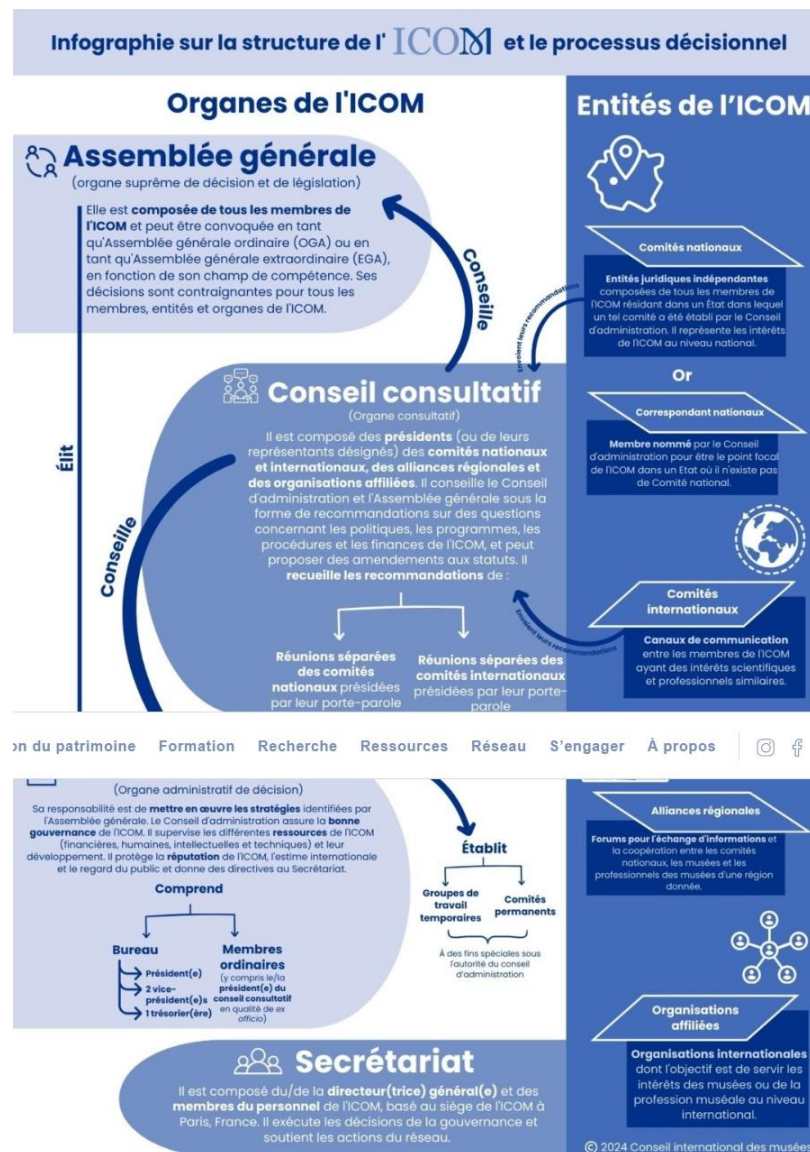 Infographie sur la structure de l' ICOM et le processus décisionnel
Organes de l'ICOM
Assemblée générale
(organe suprême de décision et de législation)
Elle est composée de tous les membres de
l'ICOM et peut être convoquée en tant
qu'Assemblée générale ordinaire (OGA) ou en
tant qu'Assemblée générale extraordinaire (EGA),
en fonction de son champ de compétence. Ses
décisions sont contraignantes pour tous les
membres, entités et organes de l'ICOM.
Élit
Conseille
Conseil consultatif
(Organe consultatif)
Il est composé des présidents (ou de leurs
représentants désignés) des comités nationaux
et internationaux, des alliances régionales et
des organisations affiliées. Il conseille le Conseil
d'administration et l'Assemblée générale sous la
forme de recommandations sur des questions
concernant les politiques, les programmes, les
procédures et les finances de l'ICOM, et peut
proposer des amendements aux statuts. Il
recueille les recommandations de :
Conseille
Réunions séparées
des comités
nationaux présidées
par leur porte-parole
Réunions séparées des
comités internationaux
présidées par leur porte-
parole
Entités de l'ICOM
Comités nationaux
Entités juridiques indépendantes
composées de tous les membres de
l'ICOM résidant dans un État dans lequel
un tel comité a été établi par le Conseil
d'administration. Il représente les intérêts
de l'ICOM au niveau national.
Envoient leurs recommandations
Or
Correspondant nationaux
Membre nommé par le Conseil
d'administration pour être le point focal
de l'ICOM dans un Etat où il n'existe pas
de Comité national.
Comités
internationaux
Envoient leurs recommandations
Canaux de communication
entre les membres de l'ICOM
ayant des intérêts scientifiques
et professionnels similaires.
on du patrimoine Formation Recherche Ressources Réseau S'engager À propos
(Organe administratif de décision)
Sa responsabilité est de mettre en œuvre les stratégies identifiées par
l'Assemblée générale. Le Conseil d'administration assure la bonne
gouvernance de l'ICOM. Il supervise les différentes ressources de l'ICOM
(financières, humaines, intellectuelles et techniques) et leur
développement. Il protège la réputation de l'ICOM, l'estime internationale
et le regard du public et donne des directives au Secrétariat.
Comprend
Bureau
Président(e)
2 vice-
président(e)s
1 trésorier(ère)
Membres
ordinaires
(y compris le/la
président(e) du
conseil consultatif
en qualité de ex
officio)
Établit
Groupes de
travail
temporaires
Comités
permanents
À des fins spéciales sous
l'autorité du conseil
d'administration
Alliances régionales
Forums pour l'échange d'informations et
la coopération entre les comités
nationaux, les musées et les
professionnels des musées d'une région
donnée.
Organisations
affiliées
Organisations internationales
dont l'objectif est de servir les
intérêts des musées ou de la
profession muséale au niveau
international.
Secrétariat
Il est composé du/de la directeur(trice) général(e) et des
membres du personnel de l'ICOM, basé au siège de l'ICOM à
Paris, France. Il exécute les décisions de la gouvernance et
soutient les actions du réseau.
© 2024 Conseil international des musées